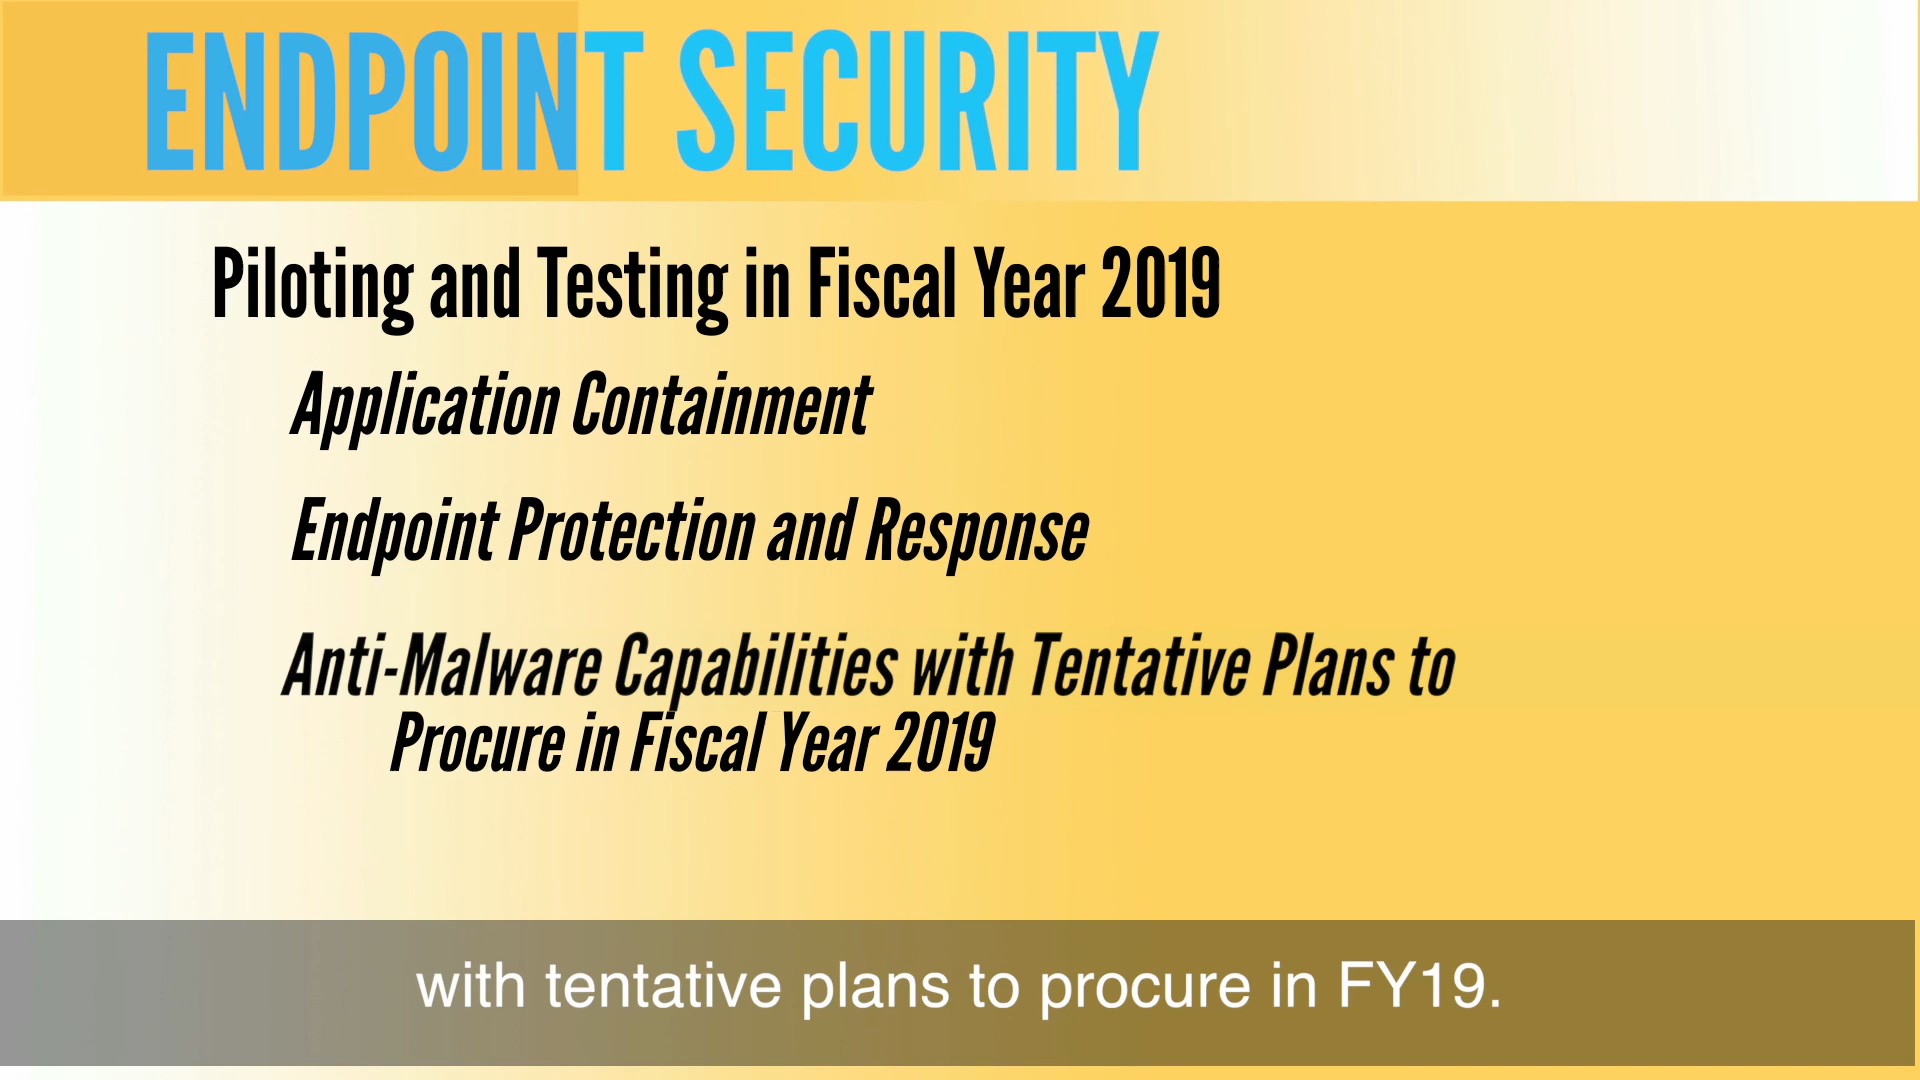 ENDPOINT SECURITY
Piloting and Testing in Fiscal Year 2019
Application Containment
Endpoint Protection and Response
Anti-Malware Capabilities with Tentative Plans to
Procure in Fiscal Year 2019
with tentative plans to procure in FY19.